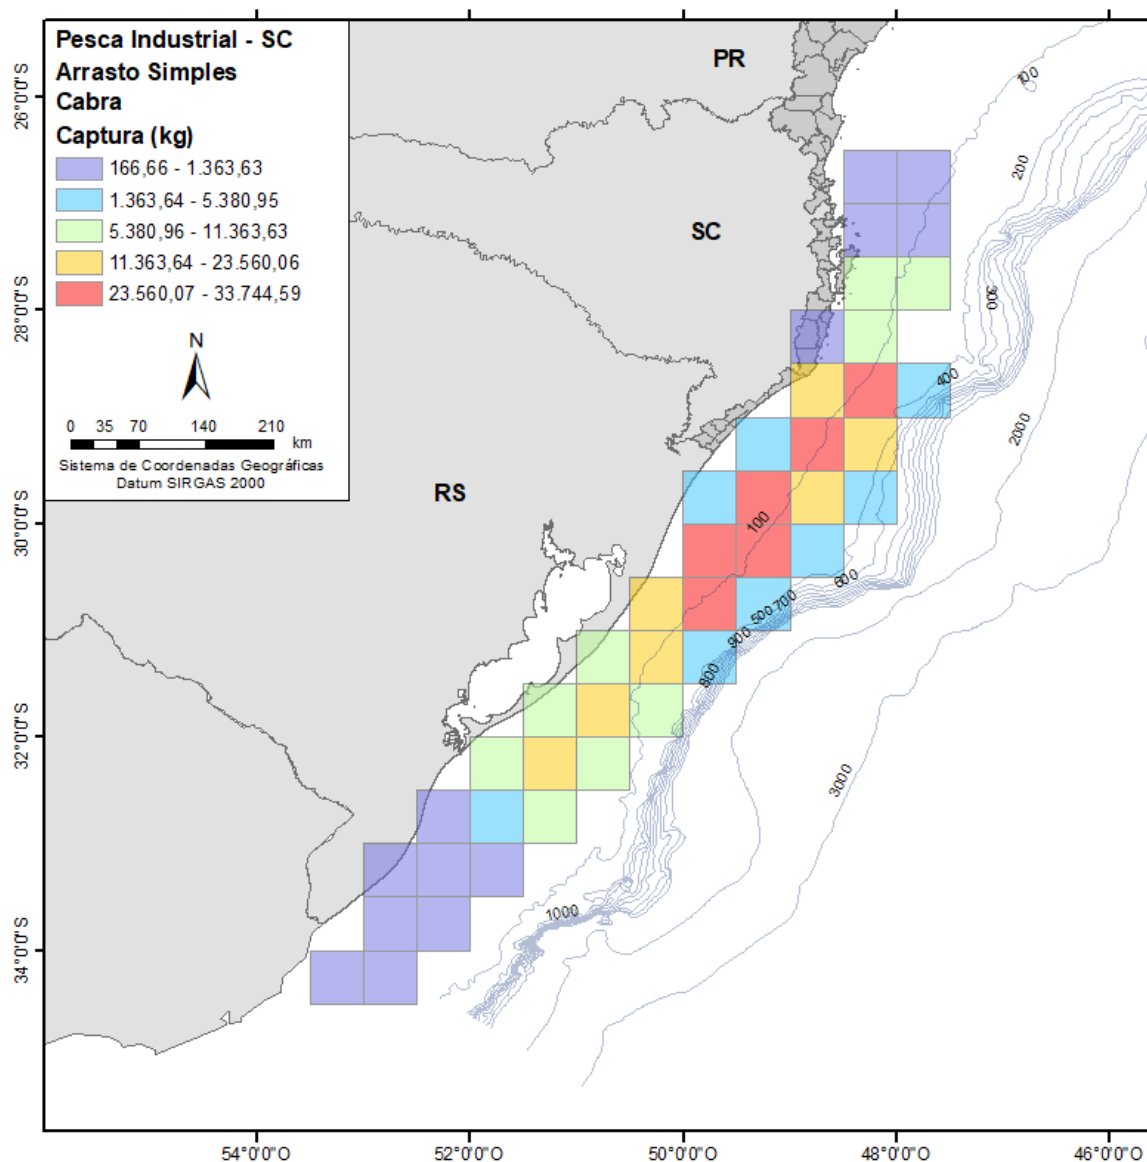 Pesca Industrial - SC
Arrasto Simples
Cabra
Captura (kg)
166,66 - 1.363,63
1.363,64 - 5.380,95
5.380,96 - 11.363,63
11.363,64 - 23.560,06
23.560,07 - 33.744,59
N
0 35 70 140 210
km
Sistema de Coordenadas Geográficas
Datum SIRGAS 2000
PR
SC
RS
100
200
300
400
2000
100
600
700
500
900
800
3000
1000
26°0'0"S
28°0'0"S
30°0'0"S
32°0'0"S
34°0'0"S
54°0'0"O
52°0'0"O
50°0'0"O
48°0'0"O
46°0'0"O